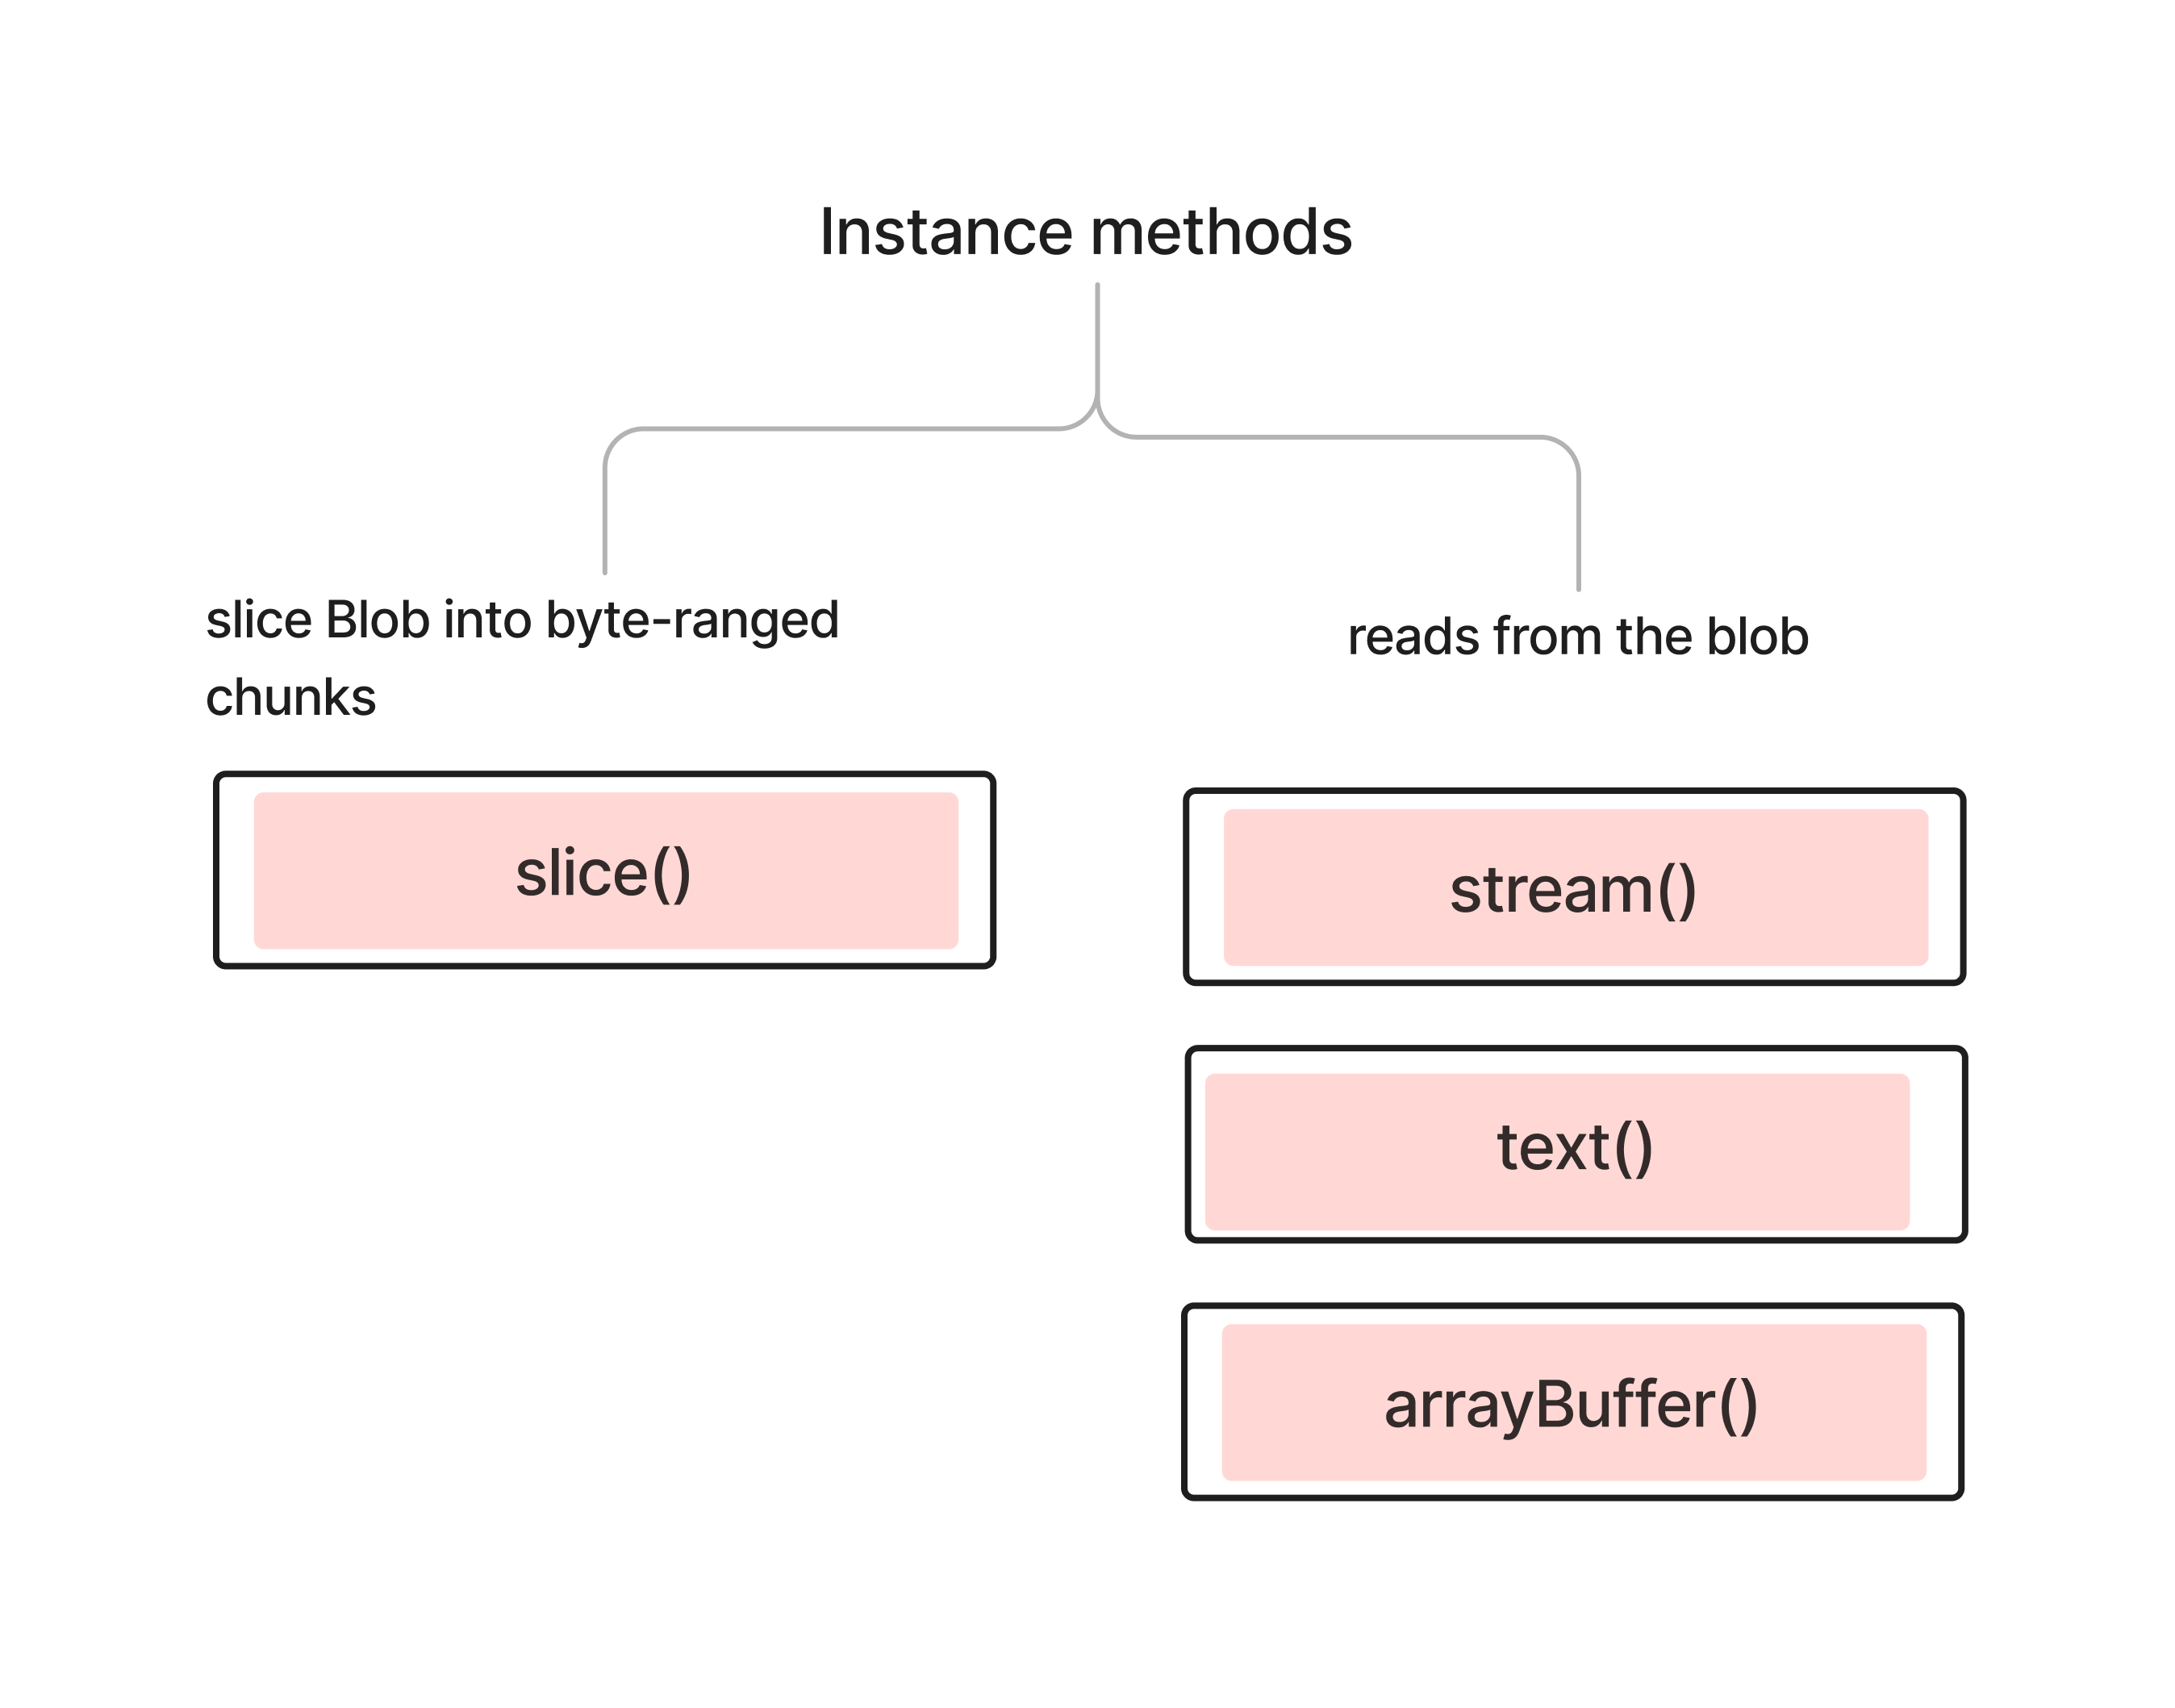 Instance methods
slice Blob into byte-ranged
chunks
slice()
reads from the blob
stream()
text()
arrayBuffer()